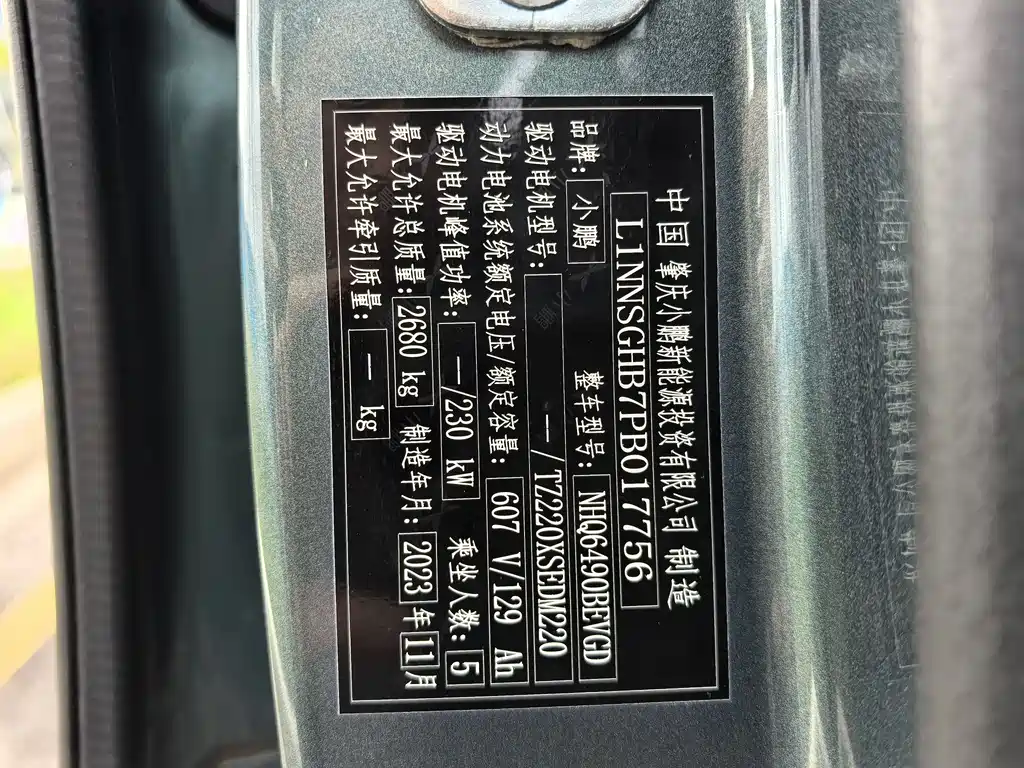 中国 肇庆小鹏新能源投资有限公司 制造
L1NNSGHB7PB017756
品牌: 小鹏 整车型号: NHQ6490BEVGD
驱动电机型号: —/TZ220XSEDM220
动力电池系统额定电压/额定容量: 607 V/129 Ah
驱动电机峰值功率: —/230 kW 乘坐人数: 5
最大允许总质量: 2680 kg 制造年月: 2023 年 11 月
最大允许牵引质量: — kg